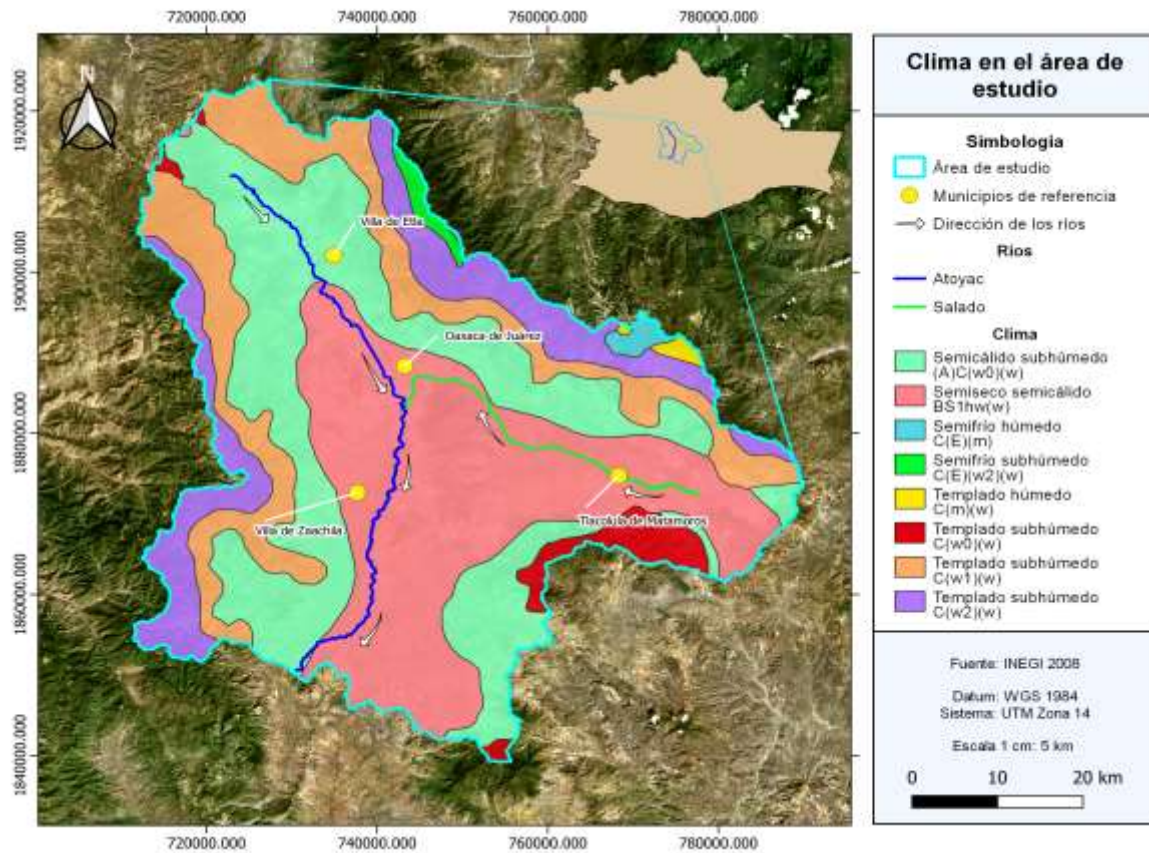 720000.000 740000.000 760000.000 780000.000
1920000.000
1900000.000
1880000.000
1860000.000
1840000.000
N
Villa de Etla
Oaxaca de Juárez
Villa de Zaachila
Tlacolula de Matamoros
720000.000 740000.000 760000.000 780000.000
Clima en el área de
estudio
Simbologia
Área de estudio
Municipios de referencia
Dirección de los ríos
Rios
Atoyac
Salado
Clima
Semicálido subhúmedo
(A)C(w0)(w)
Semiseco semicálido
BS1hw(w)
Semifrío húmedo
C(E)(m)
Semifrío subhúmedo
C(E)(w2)(w)
Templado húmedo
C(m)(w)
Templado subhúmedo
C(w0)(w)
Templado subhúmedo
C(w1)(w)
Templado subhúmedo
C(w2)(w)
Fuente: INEGI 2008
Datum: WGS 1984
Sistema: UTM Zona 14
Escala 1 cm: 5 km
0 10 20 km